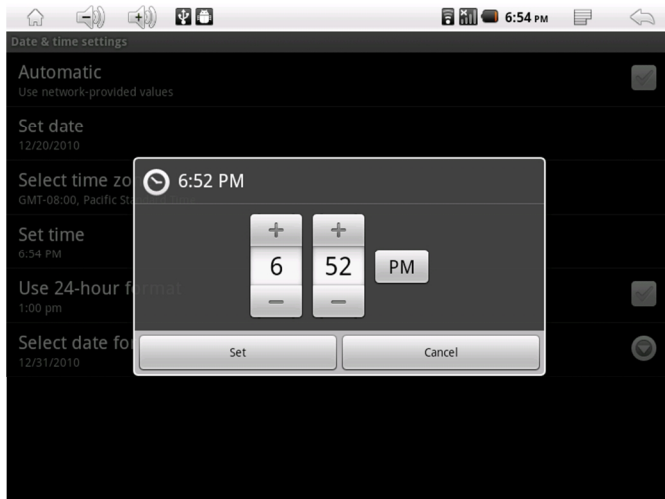 6:54 PM
Date & time settings
Automatic
Use network-provided values
Set date
12/20/2010
Select time zo
GMT-08:00, Pacific St
Set time
6:54 PM
Use 24-hour format
1:00 pm
Select date fo
12/31/2010
6:52 PM
6
52
PM
Set
Cancel